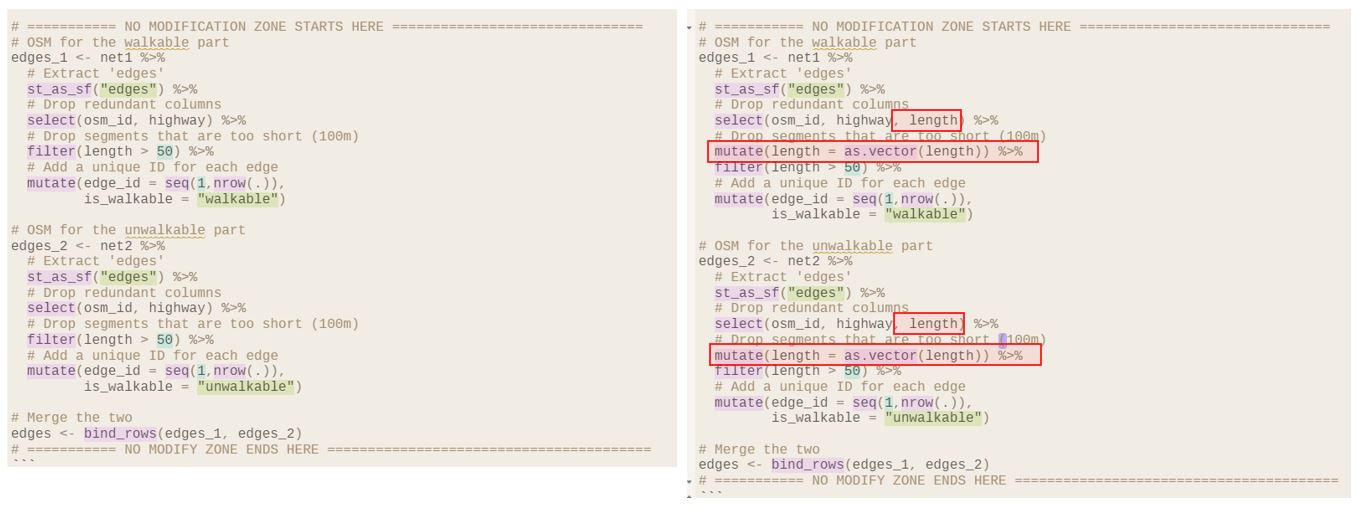 # =========== NO MODIFICATION ZONE STARTS HERE ===============================
# OSM for the walkable part
edges_1 <- net1 %>%
  # Extract 'edges'
  st_as_sf("edges") %>%
  # Drop redundant columns
  select(osm_id, highway) %>%
  # Drop segments that are too short (100m)
  filter(length > 50) %>%
  # Add a unique ID for each edge
  mutate(edge_id = seq(1,nrow(.)),
         is_walkable = "walkable")

# OSM for the unwalkable part
edges_2 <- net2 %>%
  # Extract 'edges'
  st_as_sf("edges") %>%
  # Drop redundant columns
  select(osm_id, highway) %>%
  # Drop segments that are too short (100m)
  filter(length > 50) %>%
  # Add a unique ID for each edge
  mutate(edge_id = seq(1,nrow(.)),
         is_walkable = "unwalkable")

# Merge the two
edges <- bind_rows(edges_1, edges_2)
# =========== NO MODIFY ZONE ENDS HERE ========================================
```
# =========== NO MODIFICATION ZONE STARTS HERE ===============================
# OSM for the walkable part
edges_1 <- net1 %>%
  # Extract 'edges'
  st_as_sf("edges") %>%
  # Drop redundant columns
  select(osm_id, highway, length) %>%
  # Drop segments that are too short (100m)
  mutate(length = as.vector(length)) %>%
  filter(length > 50) %>%
  # Add a unique ID for each edge
  mutate(edge_id = seq(1,nrow(.)),
         is_walkable = "walkable")

# OSM for the unwalkable part
edges_2 <- net2 %>%
  # Extract 'edges'
  st_as_sf("edges") %>%
  # Drop redundant columns
  select(osm_id, highway, length) %>%
  # Drop segments that are too short (100m)
  mutate(length = as.vector(length)) %>%
  filter(length > 50) %>%
  # Add a unique ID for each edge
  mutate(edge_id = seq(1,nrow(.)),
         is_walkable = "unwalkable")

# Merge the two
edges <- bind_rows(edges_1, edges_2)
# =========== NO MODIFY ZONE ENDS HERE ========================================
```